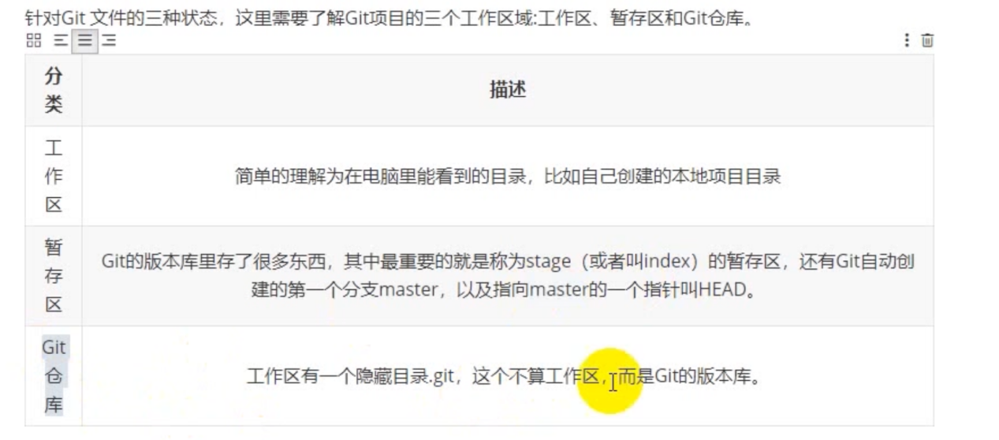 针对Git 文件的三种状态，这里需要了解Git项目的三个工作区域:工作区、暂存区和Git仓库。
分
类
描述
工
作
区
简单的理解为在电脑里能看到的目录，比如自己创建的本地项目目录
暂
存
区
Git的版本库里存了很多东西，其中最重要的就是称为stage（或者叫index）的暂存区，还有Git自动创
建的第一个分支master，以及指向master的一个指针叫HEAD。
Git
仓
库
工作区有一个隐藏目录.git，这个不算工作区，而是Git的版本库。